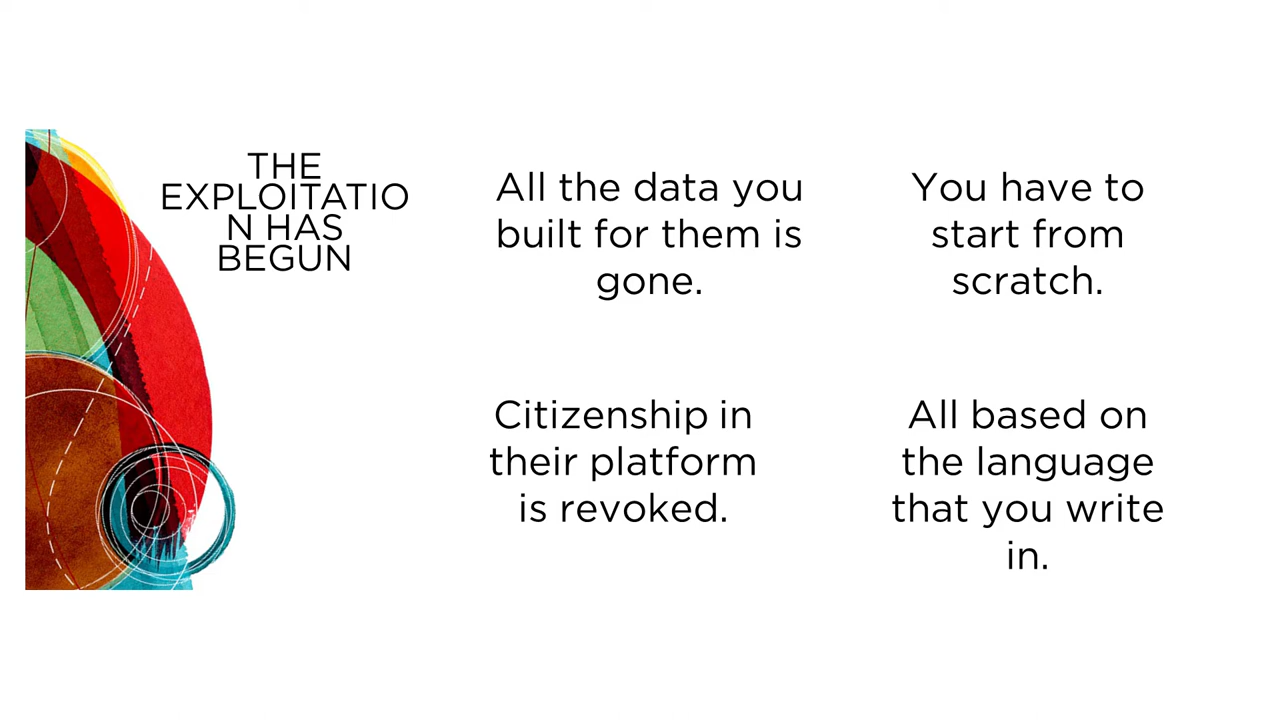 THE
EXPLOITATIO
N HAS
BEGUN
All the data you
built for them is
gone.
You have to
start from
scratch.
Citizenship in
their platform
is revoked.
All based on
the language
that you write
in.